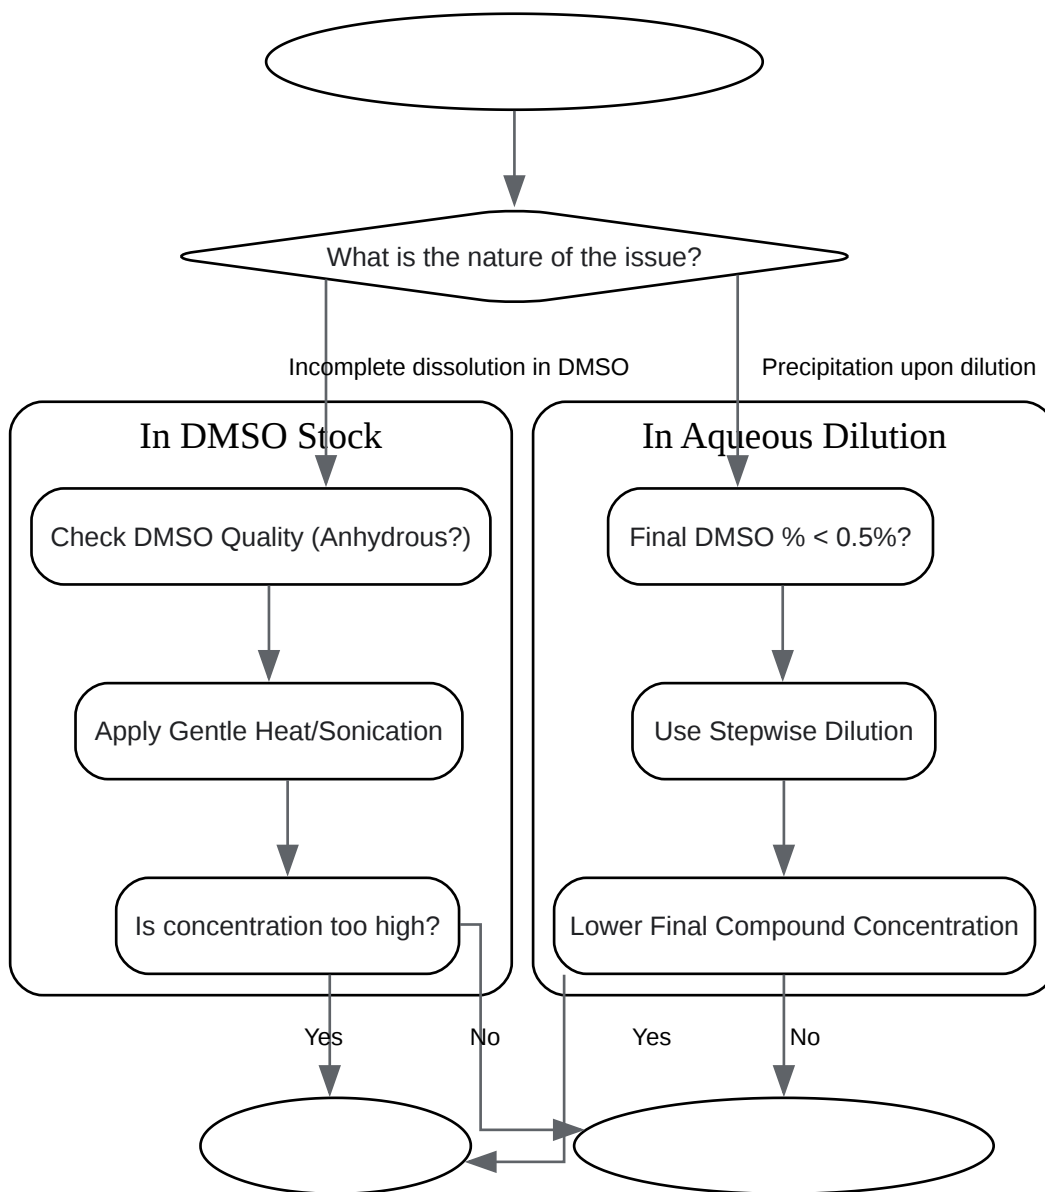 What is the nature of the issue?
Incomplete dissolution in DMSO
Precipitation upon dilution
In DMSO Stock
In Aqueous Dilution
Check DMSO Quality (Anhydrous?)
Final DMSO % < 0.5%?
Apply Gentle Heat/Sonication
Use Stepwise Dilution
Is concentration too high?
Lower Final Compound Concentration
Yes
No
Yes
No